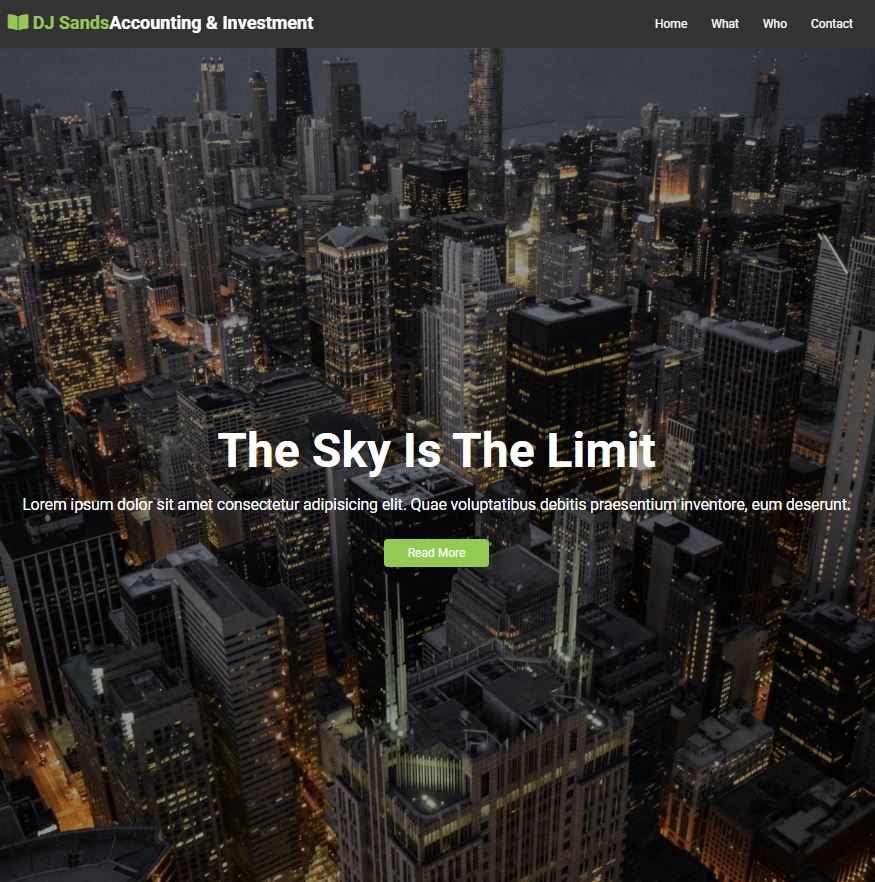 DJ SandsAccounting & Investment
Home What Who Contact
The Sky Is The Limit
Lorem ipsum dolor sit amet consectetur adipisicing elit. Quae voluptatibus debitis praesentium inventore, eum deserunt.
Read More